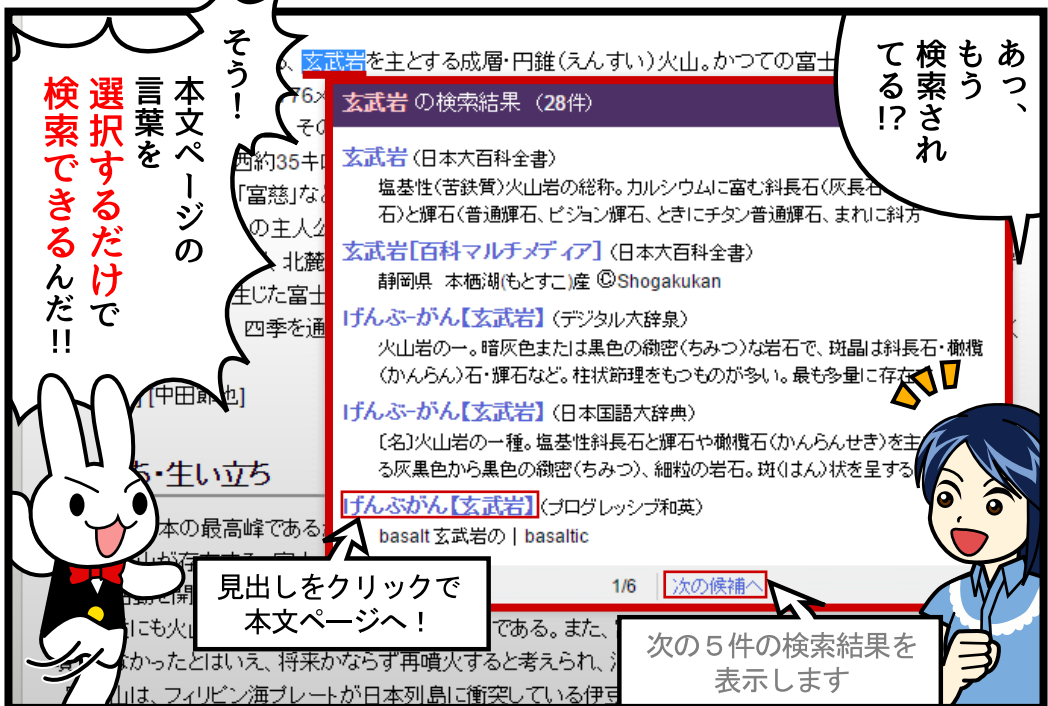 あっ、
もう
検索され
てる!?
そう！
本文ページの
言葉を
選択するだけで
検索できるんだ!!
、玄武岩を主とする成層・円錐（えんすい）火山。かつての富士
76
その
西約35キロ
「富慈」な
の主人公
、北麓
生じた富士
四季を通
[中田節也]
ち・生い立ち
本の最高峰である
玄武岩 の検索結果 （28件）
玄武岩 （日本大百科全書）
塩基性（苦鉄質）火山岩の総称。カルシウムに富む斜長石（灰長石
石）と輝石（普通輝石、ピジョン輝石、ときにチタン普通輝石、まれに斜方
玄武岩[百科マルチメディア] （日本大百科全書）
静岡県 本栖湖(もとすこ)産 ©Shogakukan
げんぶ‐がん【玄武岩】 （デジタル大辞泉）
火山岩の一。暗灰色または黒色の緻密（ちみつ）な岩石で、斑晶は斜長石・橄欖
（かんらん）石・輝石など。柱状節理をもつものが多い。最も多量に存在
げんぶ‐がん【玄武岩】 （日本国語大辞典）
〔名〕火山岩の一種。塩基性斜長石と輝石や橄欖石（かんらんせき）を主
る灰黒色から黒色の緻密（ちみつ）、細粒の岩石。斑（はん）状を呈する
げんぶがん【玄武岩】 （プログレッシブ和英）
basalt 玄武岩の | basaltic
1/6 次の候補へ
見出しをクリックで
本文ページへ！
次の５件の検索結果を
表示します
にも火山
である。また、
なかったとはいえ、将来かならず再噴火すると考えられ、
山は、フィリピン海プレートが日本列島に衝突している伊豆